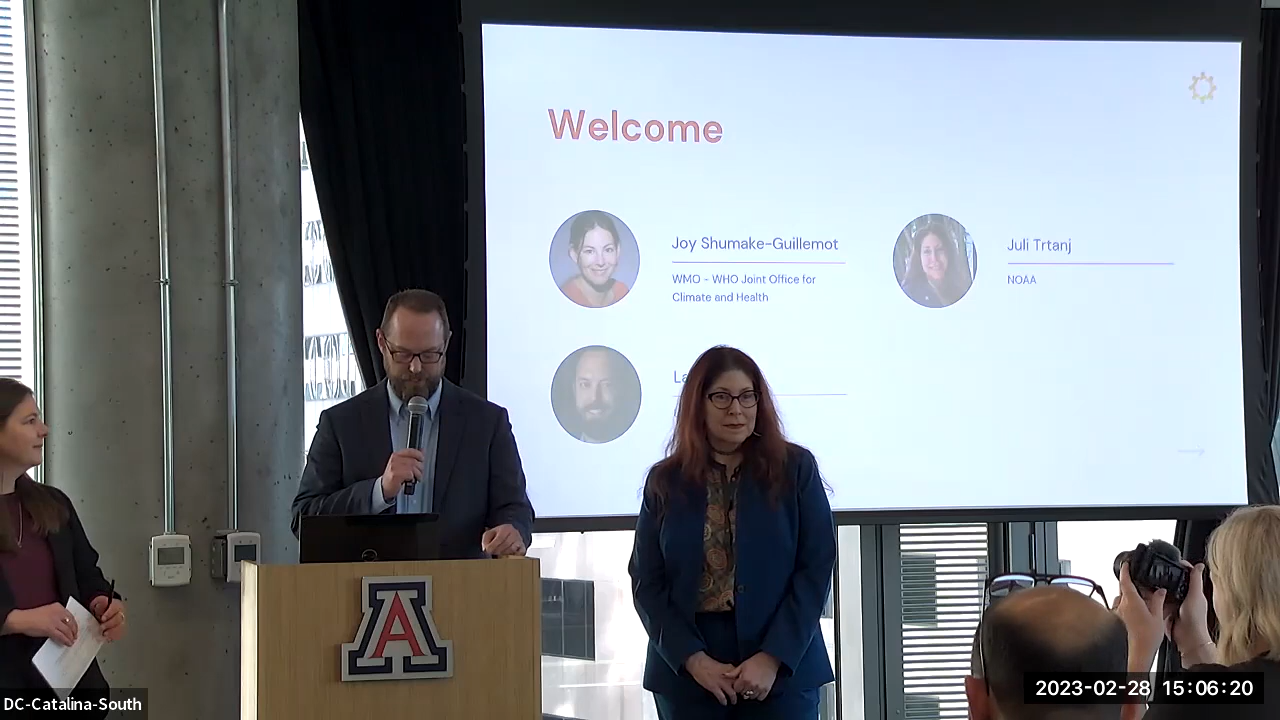 Welcome
Joy Shumake-Guillemot
WMO - WHO Joint Office for
Climate and Health
Juli Trtanj
NOAA
A
DC-Catalina-South
2023-02-28 15:06:20